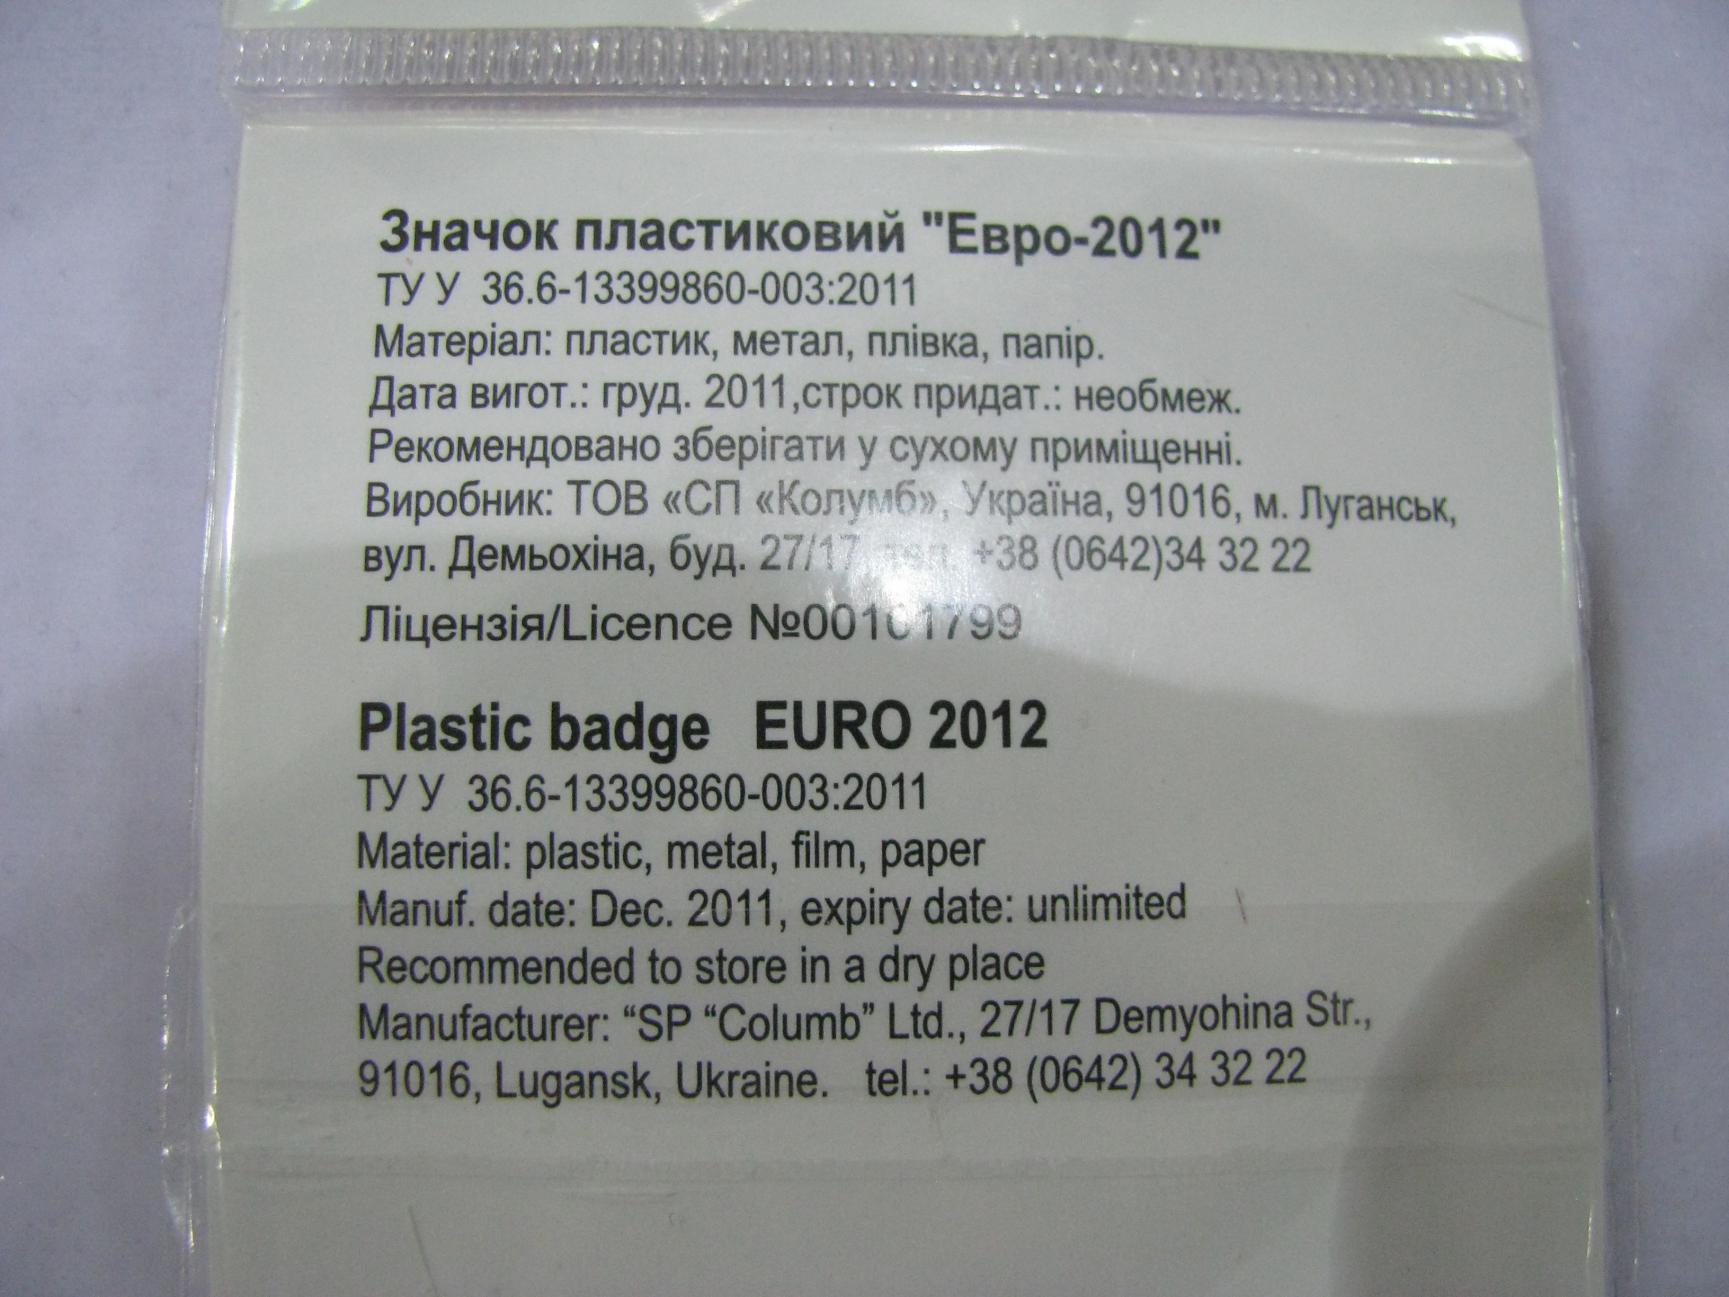 Значок пластиковий "Евро-2012"
ТУ У 36.6-13399860-003:2011
Матеріал: пластик, метал, плівка, папір.
Дата вигот.: груд. 2011,строк придат.: необмеж.
Рекомендовано зберігати у сухому приміщенні.
Виробник: ТОВ «СП «Колумб», Україна, 91016, м. Луганськ,
вул. Демьохіна, буд. 27/17, тел. +38 (0642)34 32 22
Ліцензія/Licence №00101799
Plastic badge EURO 2012
ТУ У 36.6-13399860-003:2011
Material: plastic, metal, film, paper
Manuf. date: Dec. 2011, expiry date: unlimited
Recommended to store in a dry place
Manufacturer: “SP “Columb” Ltd., 27/17 Demyohina Str.,
91016, Lugansk, Ukraine. tel.: +38 (0642) 34 32 22